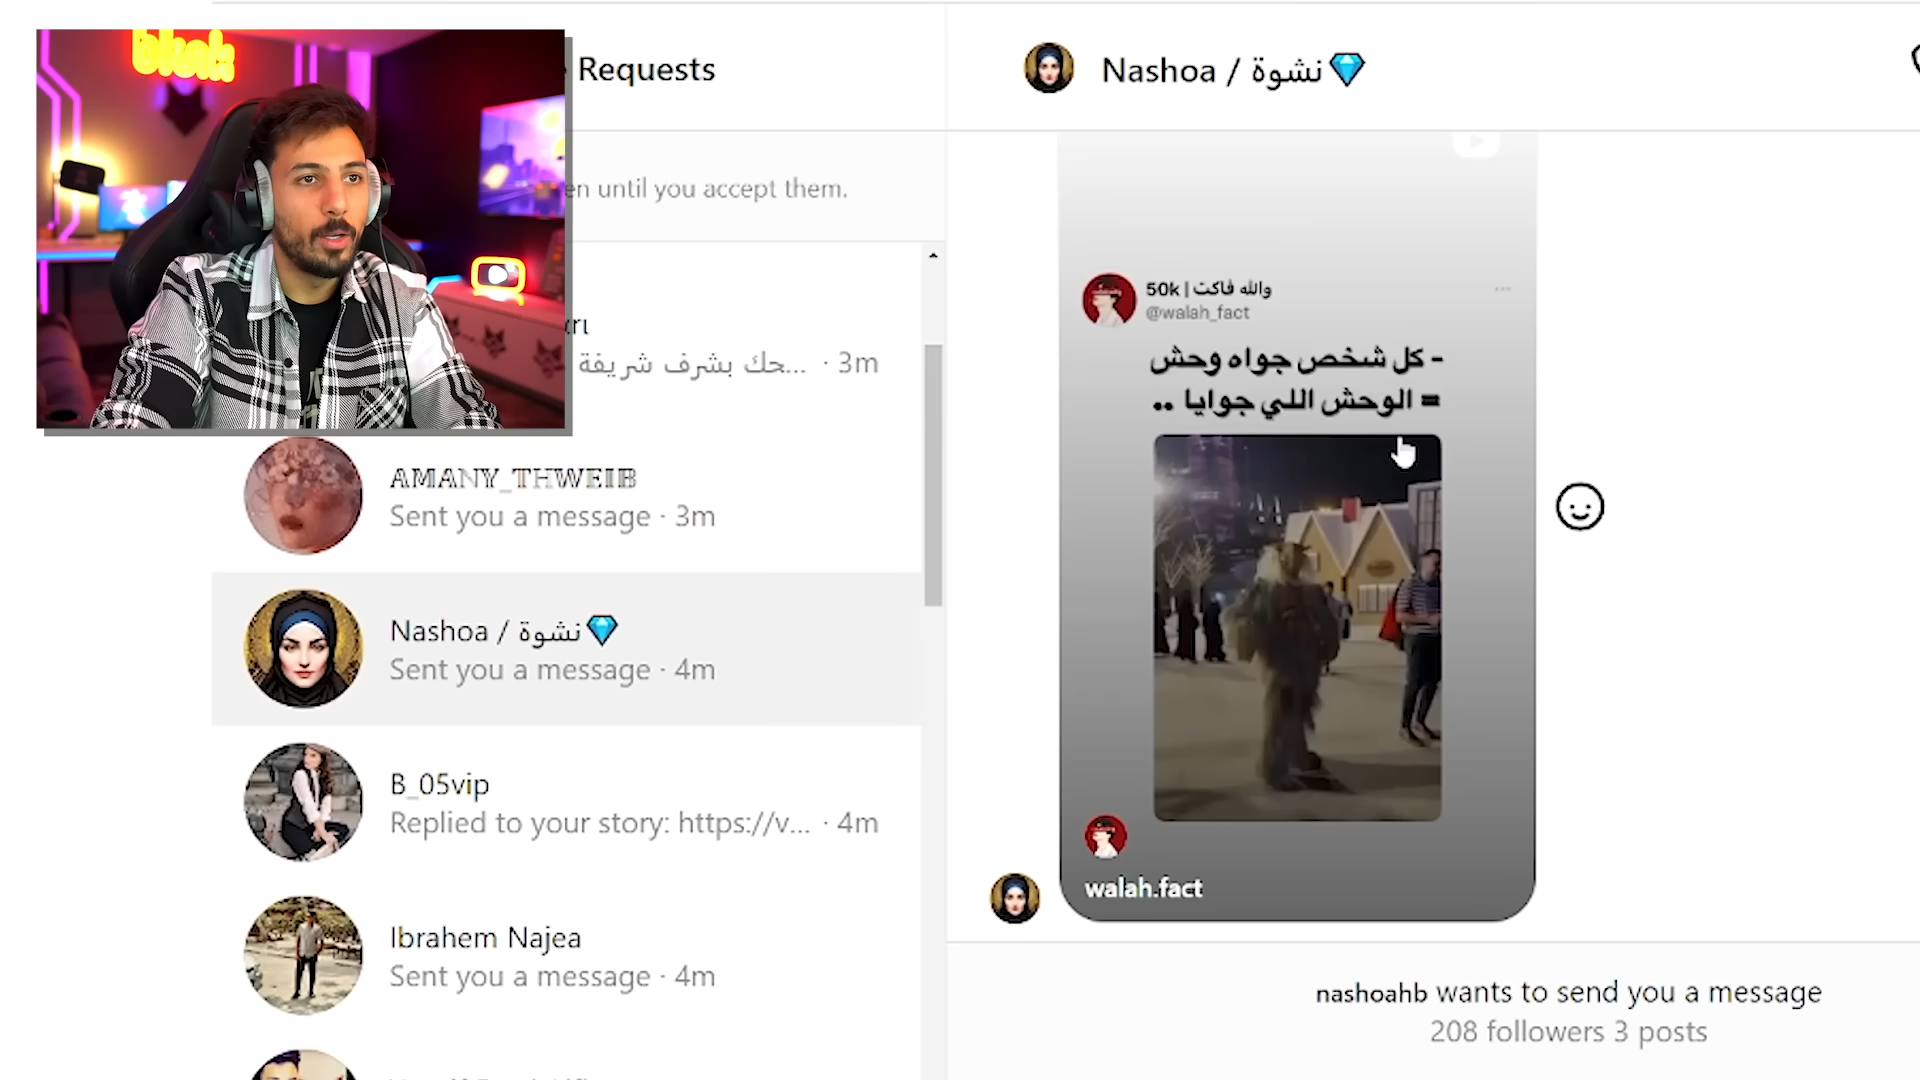 blak
Requests
until you accept them.
حك بشرف شريفة... · 3m
AMANY_THWEIB
Sent you a message · 3m
Nashoa / نشوة💎
Sent you a message · 4m
B_05vip
Replied to your story: https://v... · 4m
Ibrahem Najea
Sent you a message · 4m
Nashoa / نشوة💎
والله فاكت | 50k
@walah_fact
- كل شخص جواه وحش
= الوحش اللي جوايا ..
walah.fact
nashoahb wants to send you a message
208 followers 3 posts